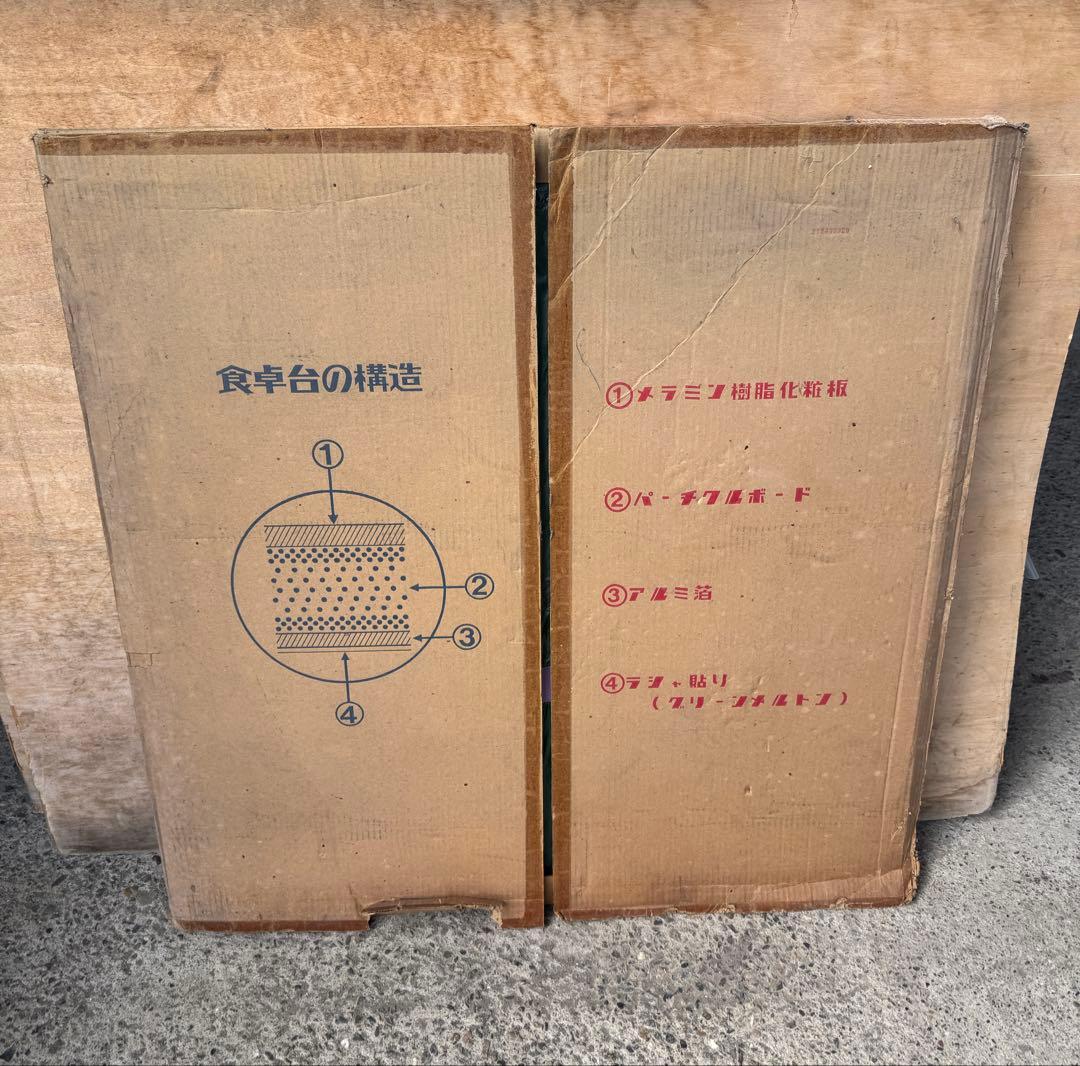 食卓台の構造
①
②
③
④
①メラミン樹脂化粧板
②パーチクルボード
③アルミ箔
④ラシャ貼り
(グリーンメルトン)